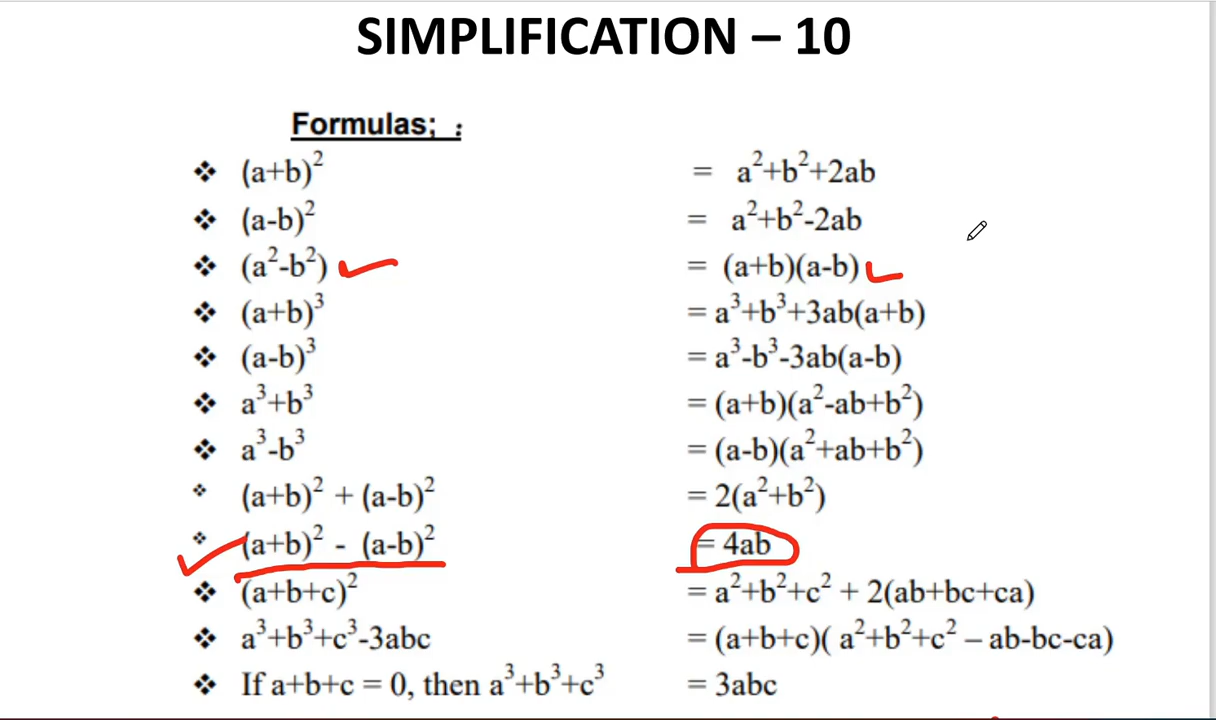 SIMPLIFICATION – 10
Formulas; :
❖ (a+b)² = a²+b²+2ab
❖ (a-b)² = a²+b²-2ab
❖ (a²-b²) = (a+b)(a-b)
❖ (a+b)³ = a³+b³+3ab(a+b)
❖ (a-b)³ = a³-b³-3ab(a-b)
❖ a³+b³ = (a+b)(a²-ab+b²)
❖ a³-b³ = (a-b)(a²+ab+b²)
❖ (a+b)² + (a-b)² = 2(a²+b²)
❖ (a+b)² - (a-b)² = 4ab
❖ (a+b+c)² = a²+b²+c² + 2(ab+bc+ca)
❖ a³+b³+c³-3abc = (a+b+c)( a²+b²+c² – ab-bc-ca)
❖ If a+b+c = 0, then a³+b³+c³ = 3abc